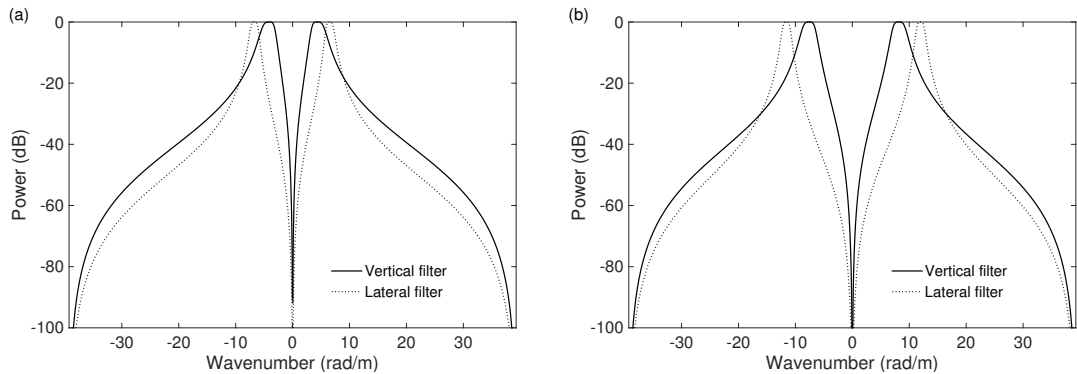 (a)
0
-20
-40
-60
-80
-100
Power (dB)
-30 -20 -10 0 10 20 30
Wavenumber (rad/m)
Vertical filter
Lateral filter
(b)
0
-20
-40
-60
-80
-100
Power (dB)
-30 -20 -10 0 10 20 30
Wavenumber (rad/m)
Vertical filter
Lateral filter